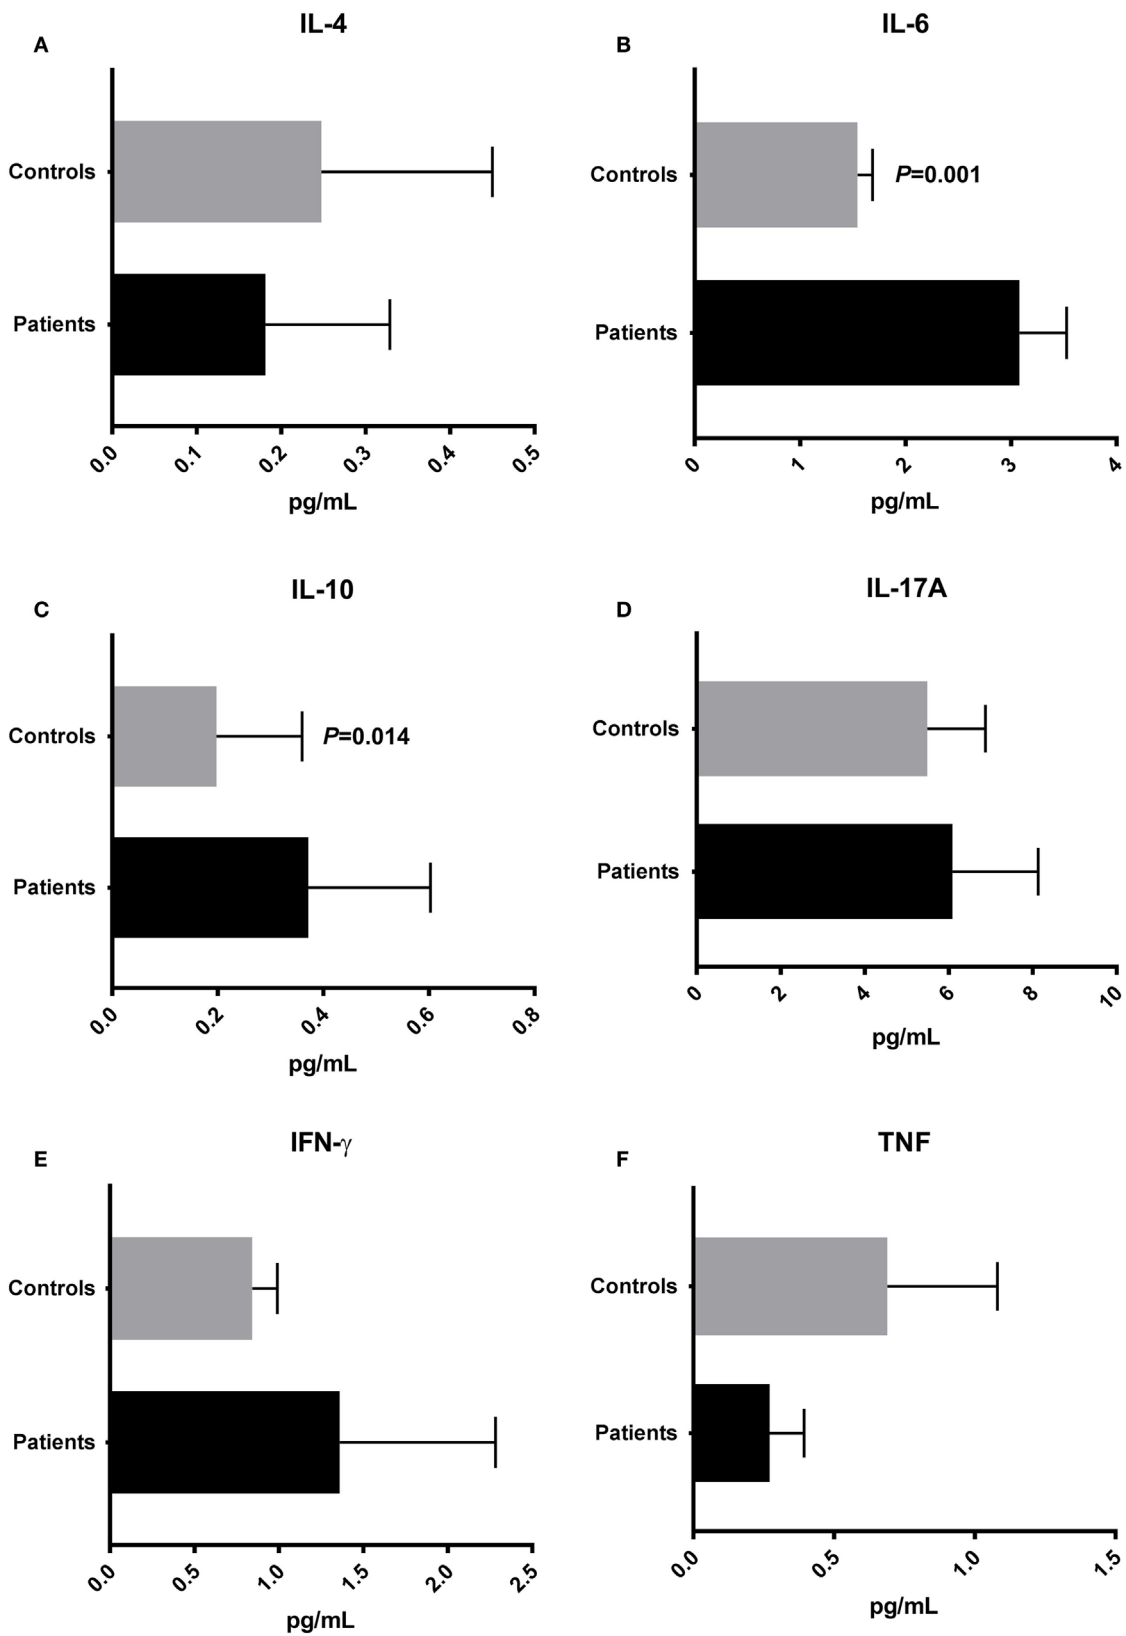 A
IL-4
Controls
Patients
0.0 0.1 0.2 0.3 0.4 0.5
pg/mL
B
IL-6
Controls
P=0.001
Patients
0 1 2 3 4
pg/mL
C
IL-10
Controls
P=0.014
Patients
0.0 0.2 0.4 0.6 0.8
pg/mL
D
IL-17A
Controls
Patients
0 2 4 6 8 10
pg/mL
E
IFN-γ
Controls
Patients
0.0 0.5 1.0 1.5 2.0 2.5
pg/mL
F
TNF
Controls
Patients
0.0 0.5 1.0 1.5
pg/mL